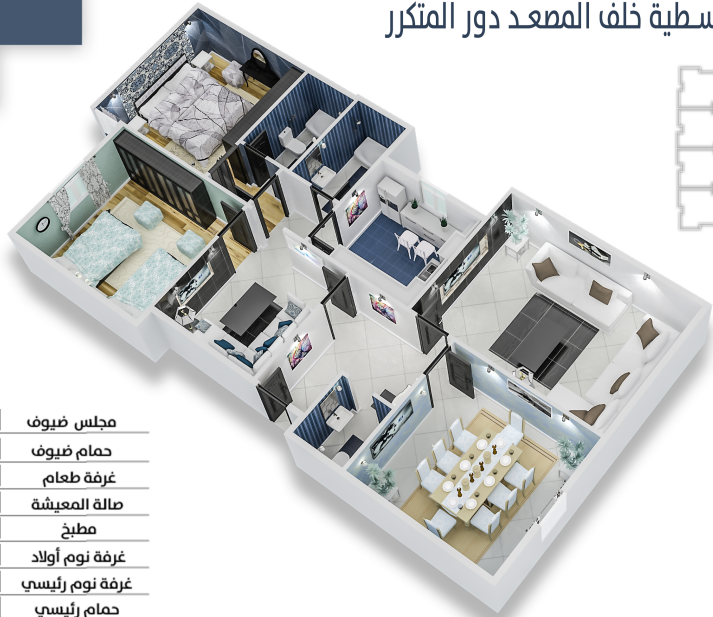 خلف المصعد دور المتكرر
مجلس ضيوف
حمام ضيوف
غرفة طعام
صالة المعيشة
مطبخ
غرفة نوم أولاد
غرفة نوم رئيسي
حمام رئيسي